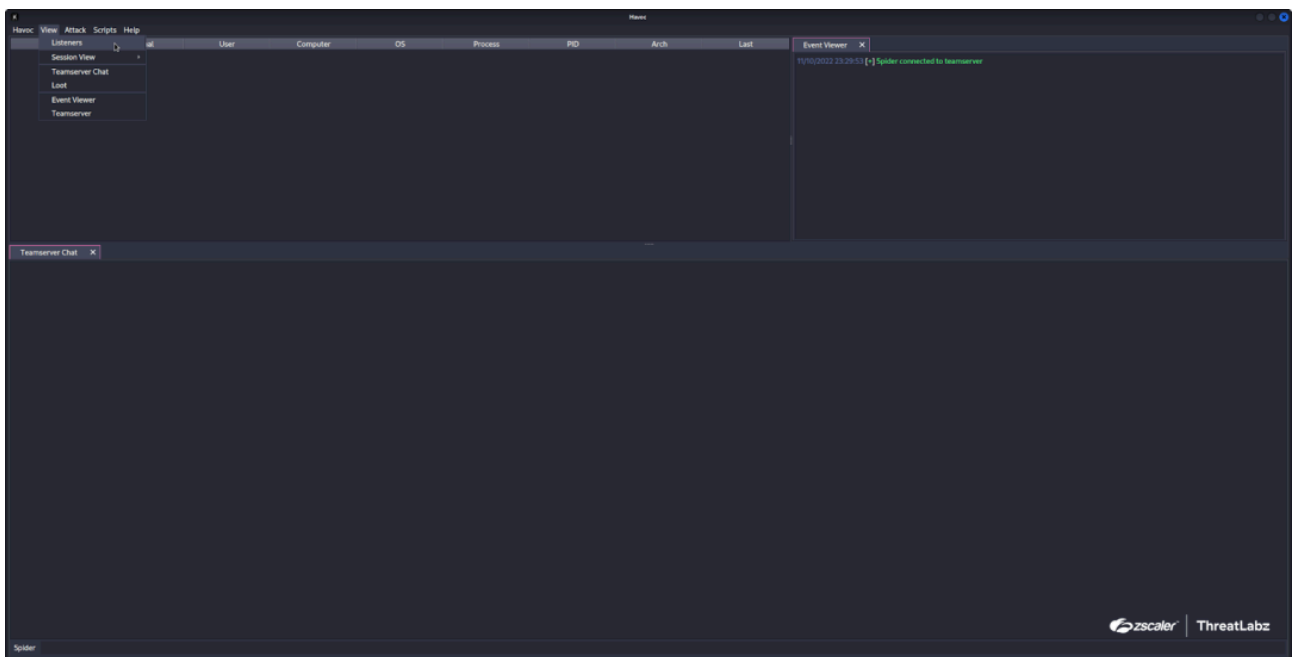 Havoc
Havoc View Attack Scripts Help
Listeners
Session View
Teamserver Chat
Loot
Event Viewer
Teamserver
User Computer OS Process PID Arch Last
Event Viewer
11/10/2022 23:29:53 [+] Spider connected to teamserver
Teamserver Chat
zscaler ThreatLabz
Spider